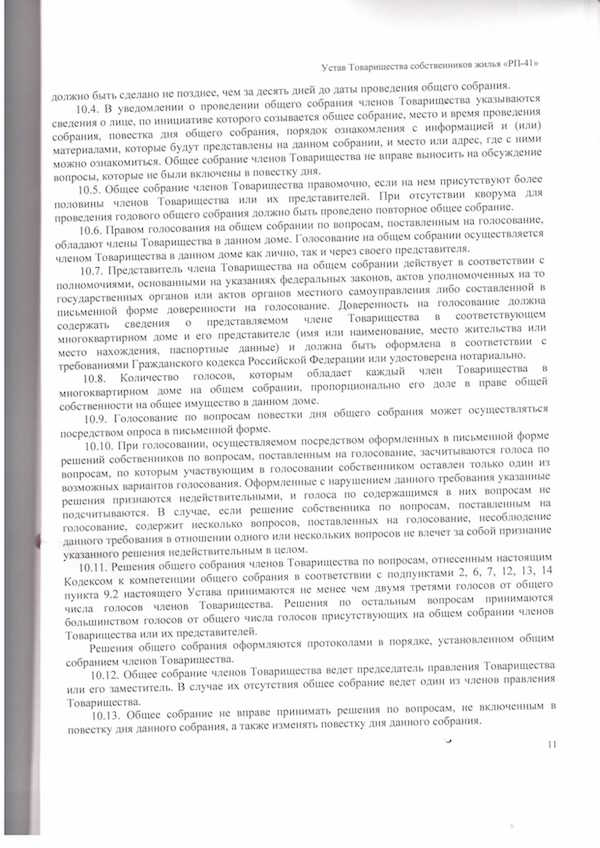 Устав Товарищества собственников жилья «РП-41»
должно быть сделано не позднее, чем за десять дней до даты проведения общего собрания.
10.4. В уведомлении о проведении общего собрания членов Товарищества указываются
сведения о лице, по инициативе которого созывается общее собрание, место и время проведения
собрания, повестка дня общего собрания, порядок ознакомления с информацией и (или)
материалами, которые будут представлены на данном собрании, и место или адрес, где с ними
можно ознакомиться. Общее собрание членов Товарищества не вправе выносить на обсуждение
вопросы, которые не были включены в повестку дня.
10.5. Общее собрание членов Товарищества правомочно, если на нем присутствуют более
половины членов Товарищества или их представителей. При отсутствии кворума для
проведения годового общего собрания должно быть проведено повторное общее собрание.
10.6. Правом голосования на общем собрании по вопросам, поставленным на голосование,
обладают члены Товарищества в данном доме. Голосование на общем собрании осуществляется
членом Товарищества в данном доме как лично, так и через своего представителя.
10.7. Представитель члена Товарищества на общем собрании действует в соответствии с
полномочиями, основанными на указаниях федеральных законов, актов уполномоченных на то
государственных органов или актов органов местного самоуправления либо составленной в
письменной форме доверенности на голосование. Доверенность на голосование должна
содержать сведения о представляемом члене Товарищества в соответствующем
многоквартирном доме и его представителе (имя или наименование, место жительства или
место нахождения, паспортные данные) и должна быть оформлена в соответствии с
требованиями Гражданского кодекса Российской Федерации или удостоверена нотариально.
10.8. Количество голосов, которым обладает каждый член Товарищества в
многоквартирном доме на общем собрании, пропорционально его доле в праве общей
собственности на общее имущество в данном доме.
10.9. Голосование по вопросам повестки дня общего собрания может осуществляться
посредством опроса в письменной форме.
10.10. При голосовании, осуществляемом посредством оформленных в письменной форме
решений собственников по вопросам, поставленным на голосование, засчитываются голоса по
вопросам, по которым участвующим в голосовании собственником оставлен только один из
возможных вариантов голосования. Оформленные с нарушением данного требования указанные
решения признаются недействительными, и голоса по содержащимся в них вопросам не
подсчитываются. В случае, если решение собственника по вопросам, поставленным на
голосование, содержит несколько вопросов, поставленных на голосование, несоблюдение
данного требования в отношении одного или нескольких вопросов не влечет за собой признание
указанного решения недействительным в целом.
10.11. Решения общего собрания членов Товарищества по вопросам, отнесенным настоящим
Кодексом к компетенции общего собрания в соответствии с подпунктами 2, 6, 7, 12, 13, 14
пункта 9.2 настоящего Устава принимаются не менее чем двумя третями голосов от общего
числа голосов членов Товарищества. Решения по остальным вопросам принимаются
большинством голосов от общего числа голосов присутствующих на общем собрании членов
Товарищества или их представителей.
Решения общего собрания оформляются протоколами в порядке, установленном общим
собранием членов Товарищества.
10.12. Общее собрание членов Товарищества ведет председатель правления Товарищества
или его заместитель. В случае их отсутствия общее собрание ведет один из членов правления
Товарищества.
10.13. Общее собрание не вправе принимать решения по вопросам, не включенным в
повестку дня данного собрания, а также изменять повестку дня данного собрания.
11